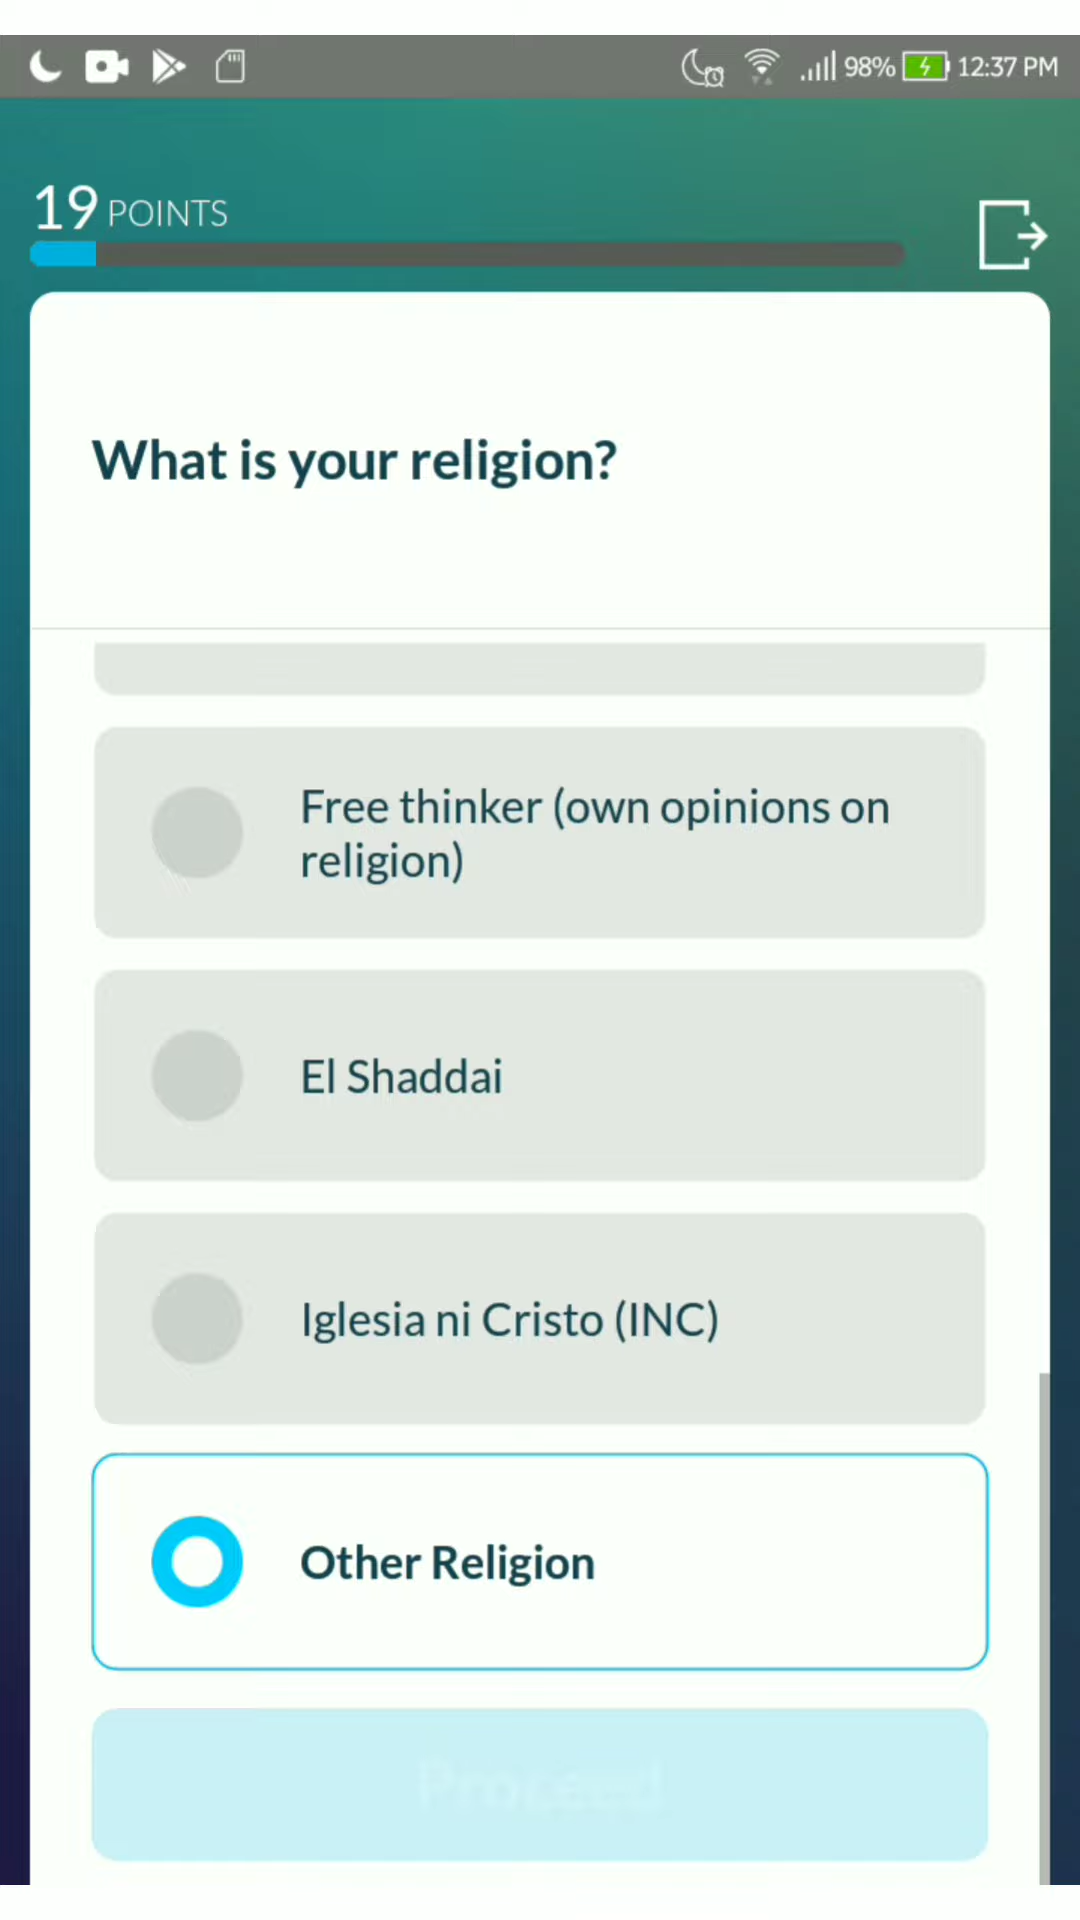 98% 12:37 PM
19 POINTS
What is your religion?
Free thinker (own opinions on
religion)
El Shaddai
Iglesia ni Cristo (INC)
Other Religion
Proceed